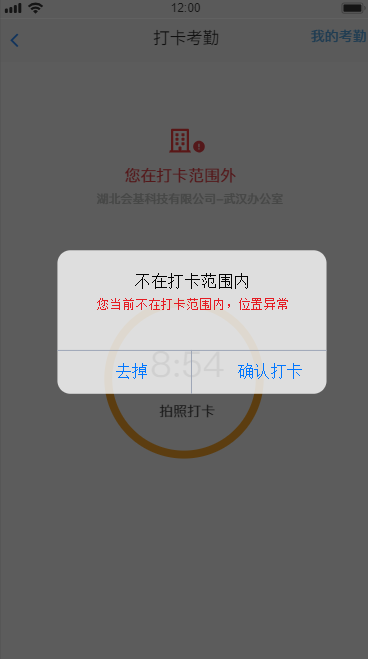 12:00
打卡考勤
我的考勤
您在打卡范围外
湖北会基科技有限公司-武汉办公室
不在打卡范围内
您当前不在打卡范围内，位置异常
8:54
去掉
确认打卡
拍照打卡